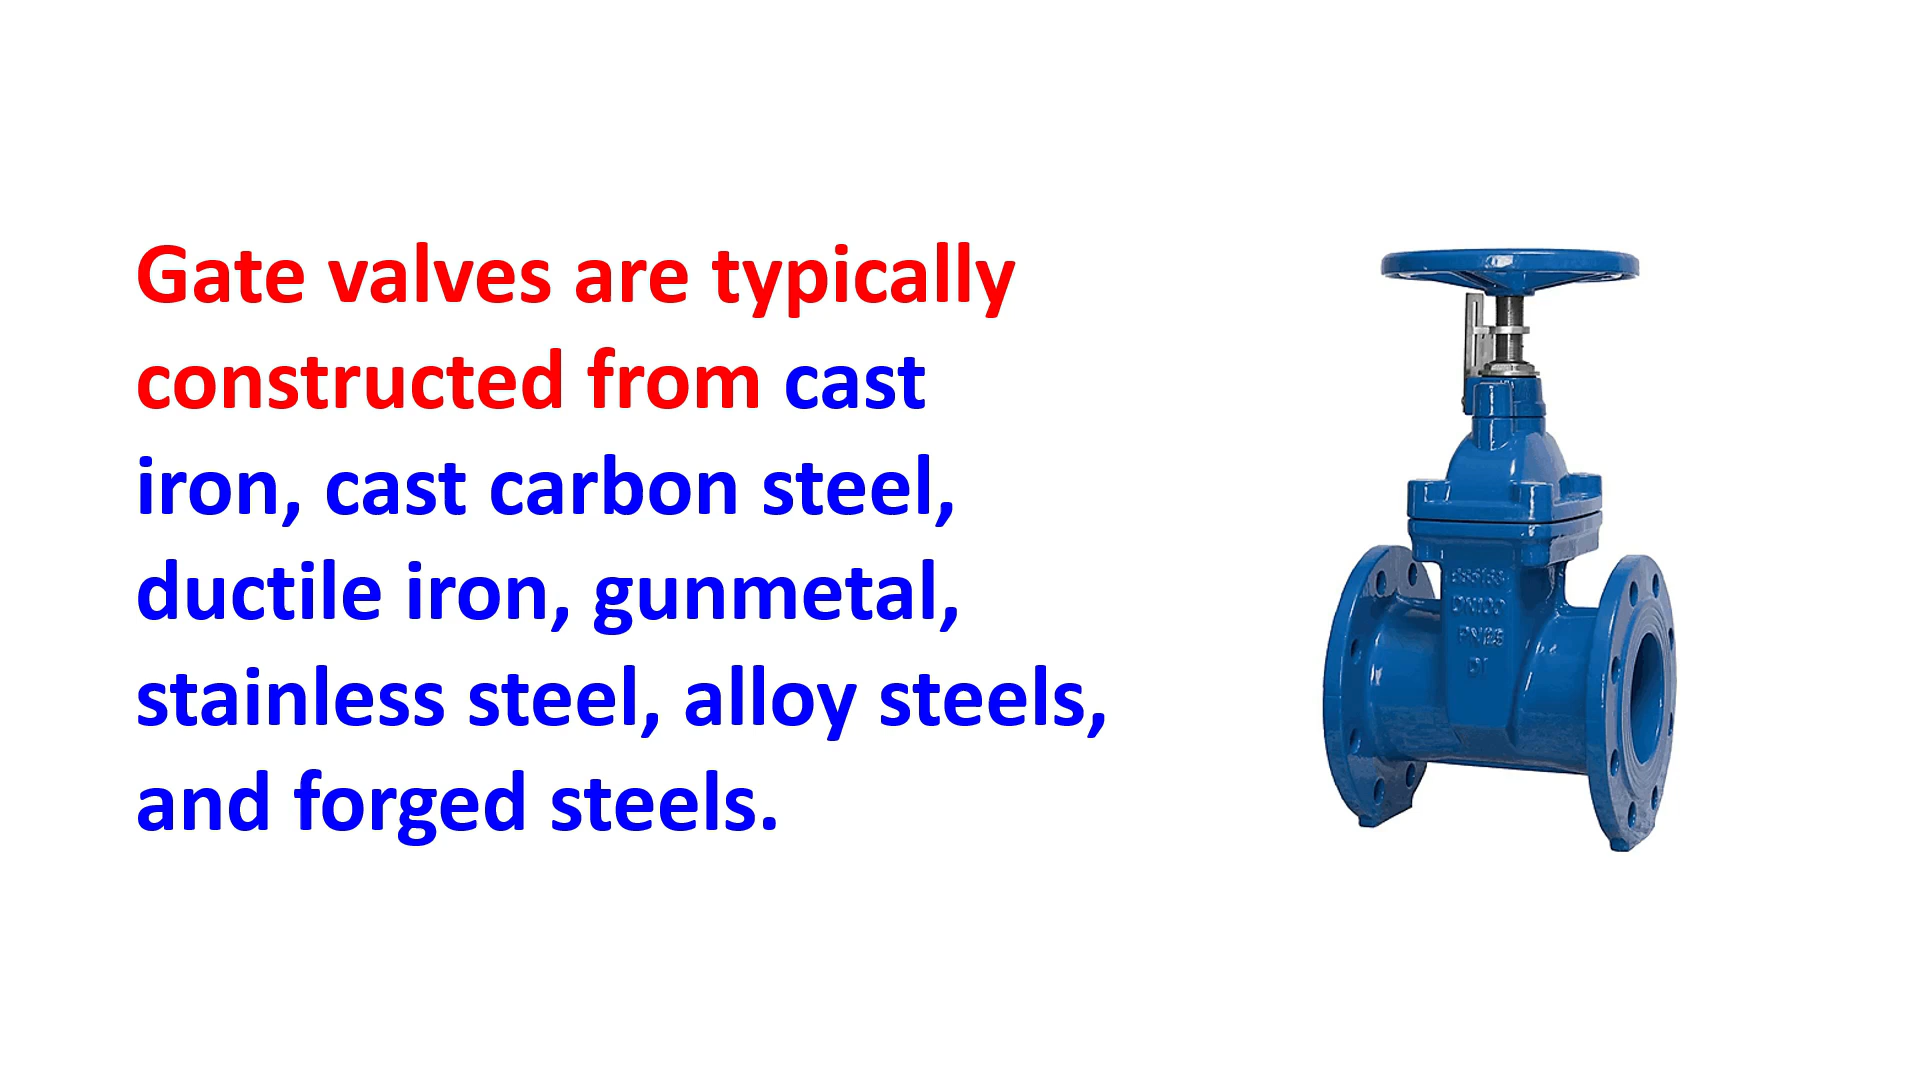 Gate valves are typically
constructed from cast
iron, cast carbon steel,
ductile iron, gunmetal,
stainless steel, alloy steels,
and forged steels.
DN100